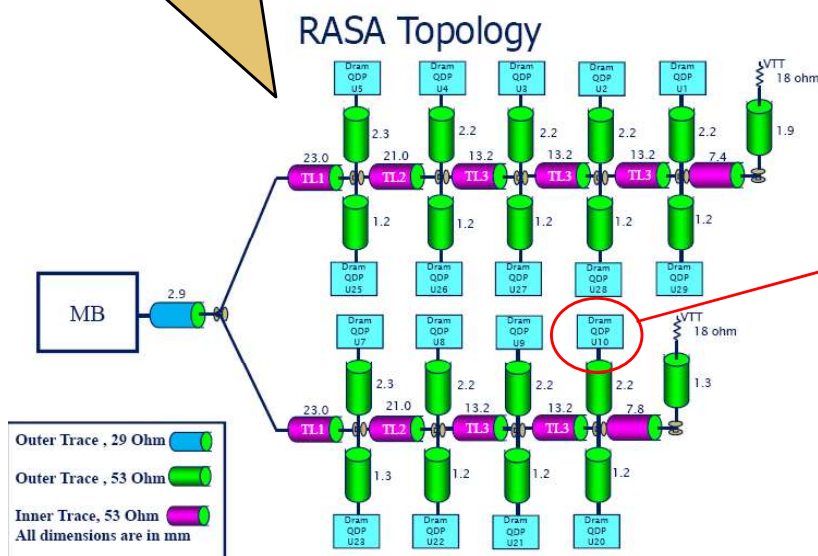 RASA Topology
Dram
QDP
U5
Dram
QDP
U4
Dram
QDP
U3
Dram
QDP
U2
Dram
QDP
U1
VTT
18 ohm
2.3
2.2
2.2
2.2
2.2
1.9
23.0
21.0
13.2
13.2
13.2
7.4
TL1
TL2
TL3
TL3
TL3
1.2
1.2
1.2
1.2
1.2
Dram
QDP
U25
Dram
QDP
U26
Dram
QDP
U27
Dram
QDP
U28
Dram
QDP
U29
MB
2.9
Dram
QDP
U7
Dram
QDP
U8
Dram
QDP
U9
Dram
QDP
U10
VTT
18 ohm
2.3
2.2
2.2
2.2
1.3
23.0
21.0
13.2
13.2
7.8
TL1
TL2
TL3
TL3
1.3
1.2
1.2
1.2
Dram
QDP
U23
Dram
QDP
U22
Dram
QDP
U21
Dram
QDP
U20
Outer Trace , 29 Ohm
Outer Trace , 53 Ohm
Inner Trace, 53 Ohm
All dimensions are in mm